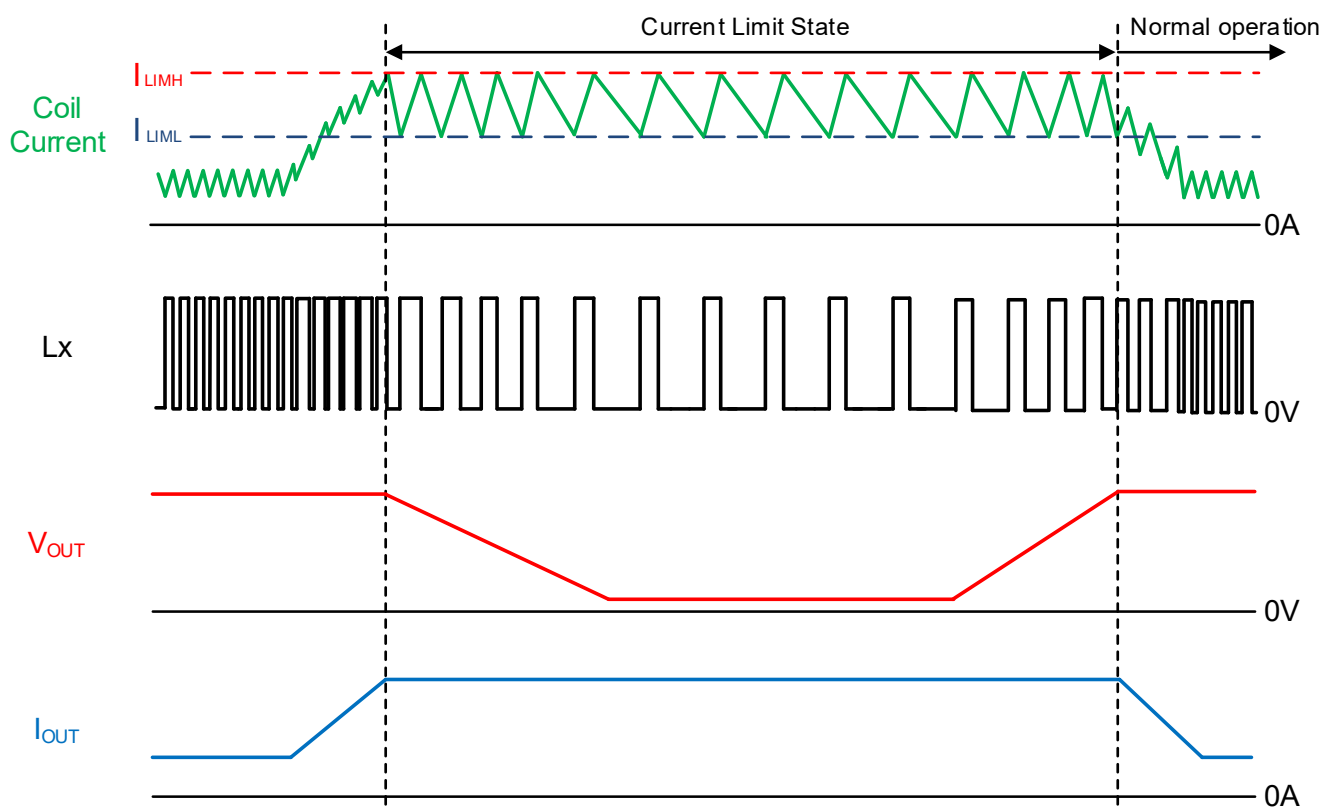 Current Limit State
Normal operation
ILIMH
Coil
Current
ILIML
0A
Lx
0V
VOUT
0V
IOUT
0A